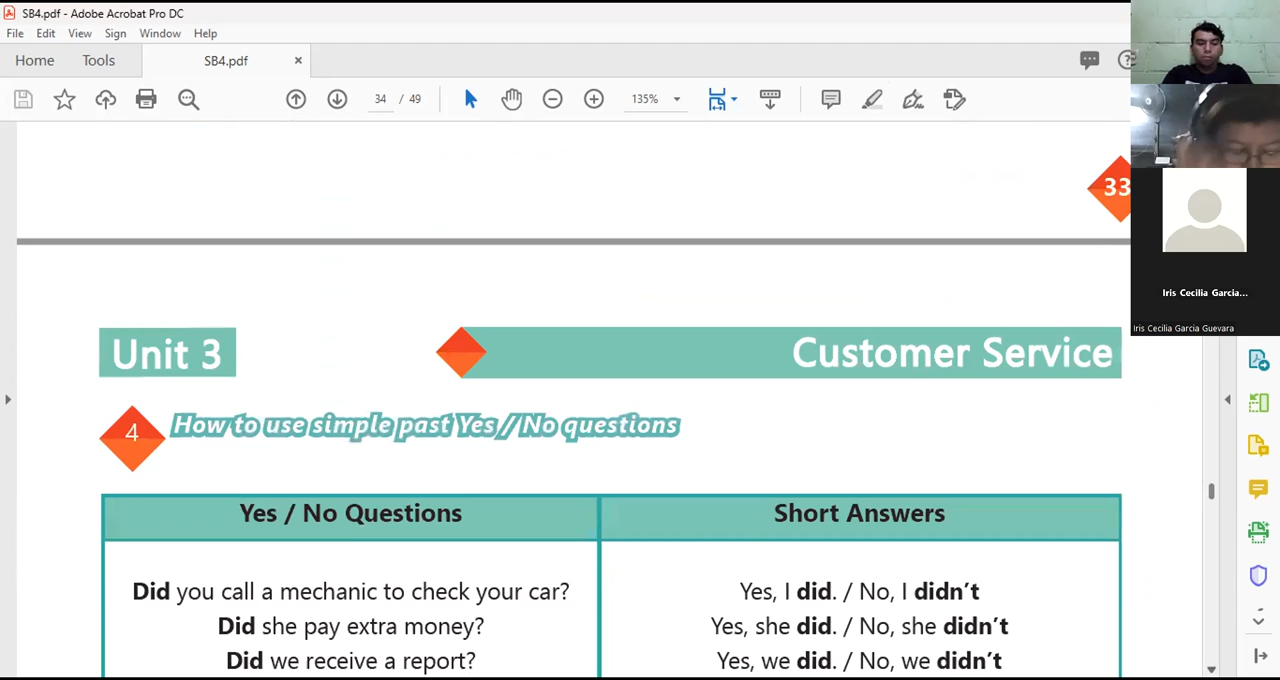 SB4.pdf - Adobe Acrobat Pro DC
File Edit View Sign Window Help
Home Tools SB4.pdf ×
34 / 49 135%
33
Unit 3 Customer Service
4 How to use simple past Yes / No questions
Yes / No Questions Short Answers
Did you call a mechanic to check your car? Yes, I did. / No, I didn't
Did she pay extra money? Yes, she did. / No, she didn't
Did we receive a report? Yes, we did. / No, we didn't
Iris Cecilia Garcia...
Iris Cecilia Garcia Guevara